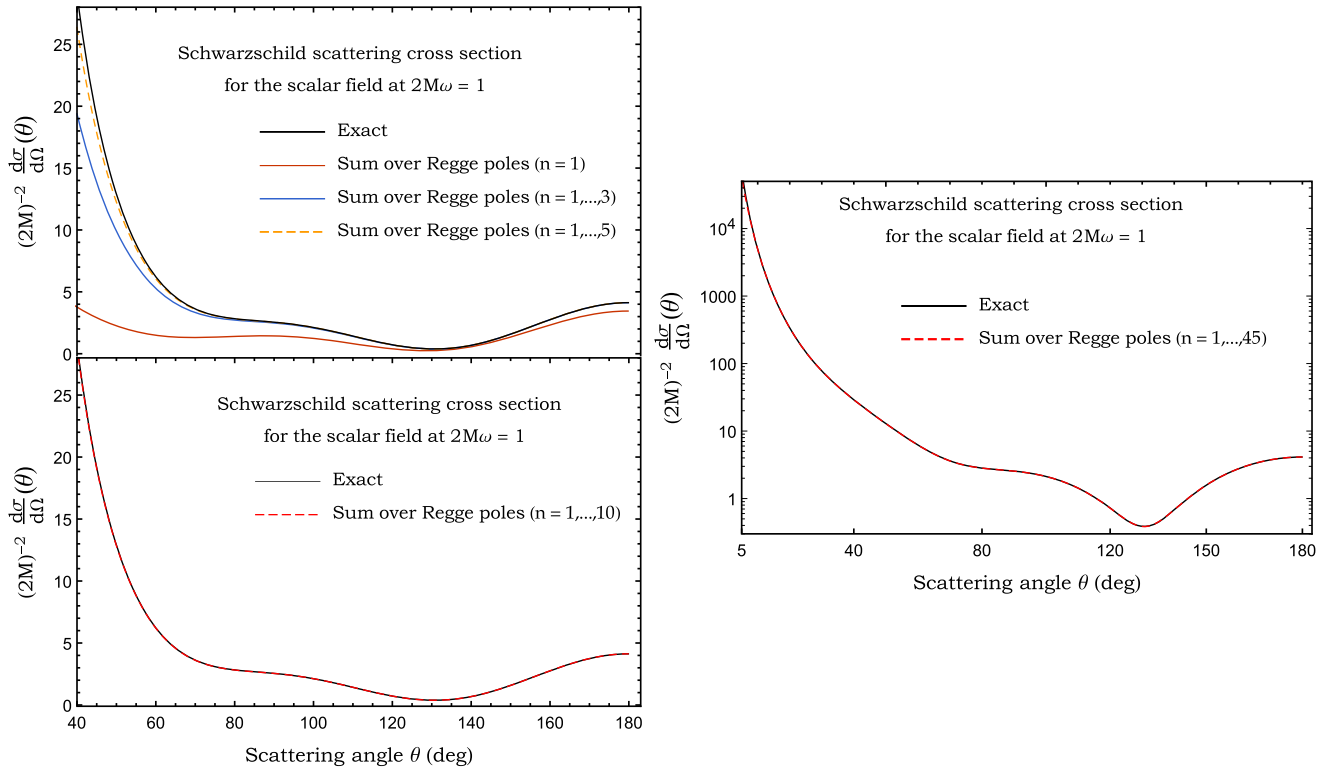 Schwarzschild scattering cross section
for the scalar field at 2Mω = 1
Exact
Sum over Regge poles (n = 1)
Sum over Regge poles (n = 1,...,3)
Sum over Regge poles (n = 1,...,5)
(2M)⁻² dσ/dΩ (θ)
25
20
15
10
5
0
Schwarzschild scattering cross section
for the scalar field at 2Mω = 1
Exact
Sum over Regge poles (n = 1,...,10)
(2M)⁻² dσ/dΩ (θ)
25
20
15
10
5
0
40 60 80 100 120 140 160 180
Scattering angle θ (deg)
Schwarzschild scattering cross section
for the scalar field at 2Mω = 1
Exact
Sum over Regge poles (n = 1,...,45)
(2M)⁻² dσ/dΩ (θ)
10⁴
1000
100
10
1
5 40 80 120 150 180
Scattering angle θ (deg)